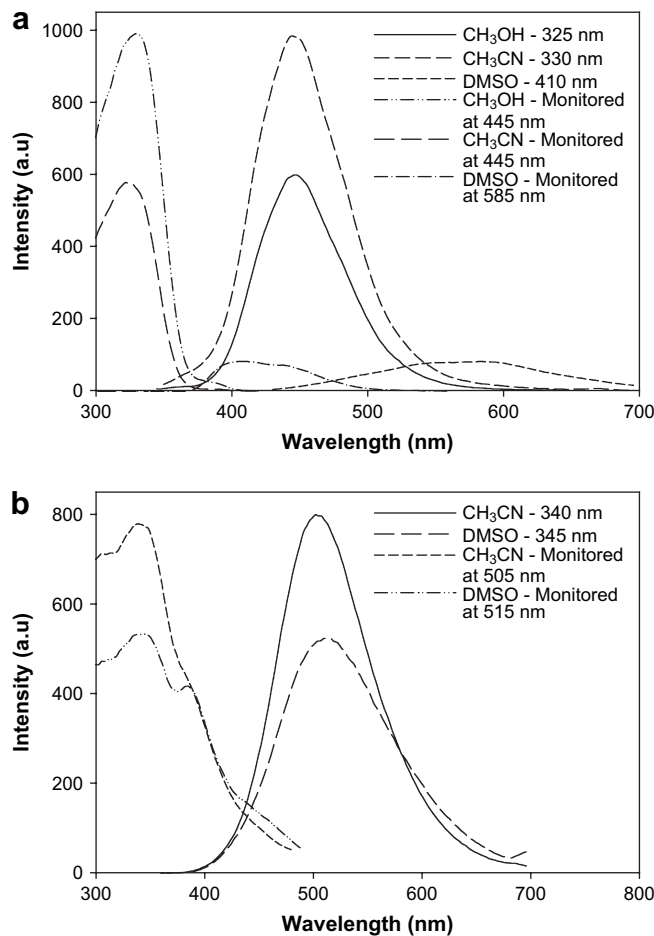 a
CH₃OH - 325 nm
CH₃CN - 330 nm
DMSO - 410 nm
CH₃OH - Monitored
at 445 nm
CH₃CN - Monitored
at 445 nm
DMSO - Monitored
at 585 nm
Intensity (a.u)
1000
800
600
400
200
0
300 400 500 600 700
Wavelength (nm)
b
CH₃CN - 340 nm
DMSO - 345 nm
CH₃CN - Monitored
at 505 nm
DMSO - Monitored
at 515 nm
Intensity (a.u)
800
600
400
200
0
300 400 500 600 700 800
Wavelength (nm)